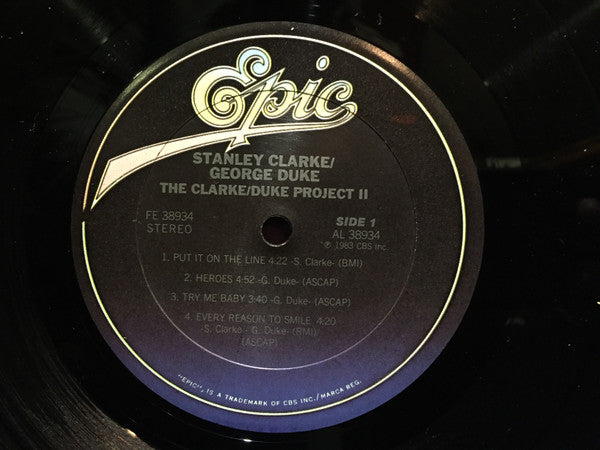 Epic
STANLEY CLARKE/
GEORGE DUKE
THE CLARKE/DUKE PROJECT II
FE 38934
STEREO
SIDE 1
AL 38934
℗ 1983 CBS Inc.
1. PUT IT ON THE LINE 4:22 -S. Clarke- (BMI)
2. HEROES 4:52 -G. Duke- (ASCAP)
3. TRY ME BABY 3:40 -G. Duke- (ASCAP)
4. EVERY REASON TO SMILE 4:20
-S. Clarke - G. Duke- (BMI)
(ASCAP)
"EPIC", IS A TRADEMARK OF CBS INC./MARCA REG.